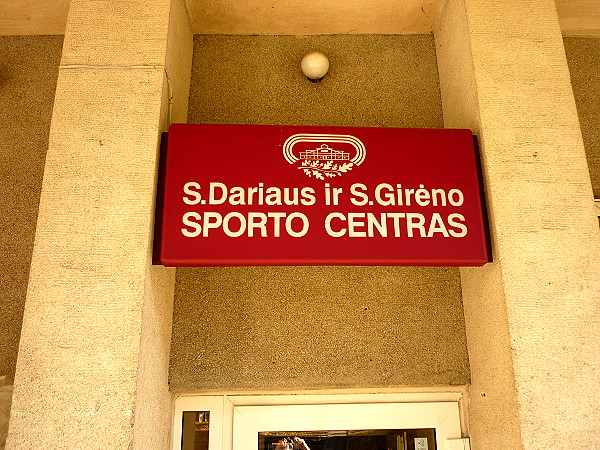 S.Dariaus ir S.Girėno
SPORTO CENTRAS